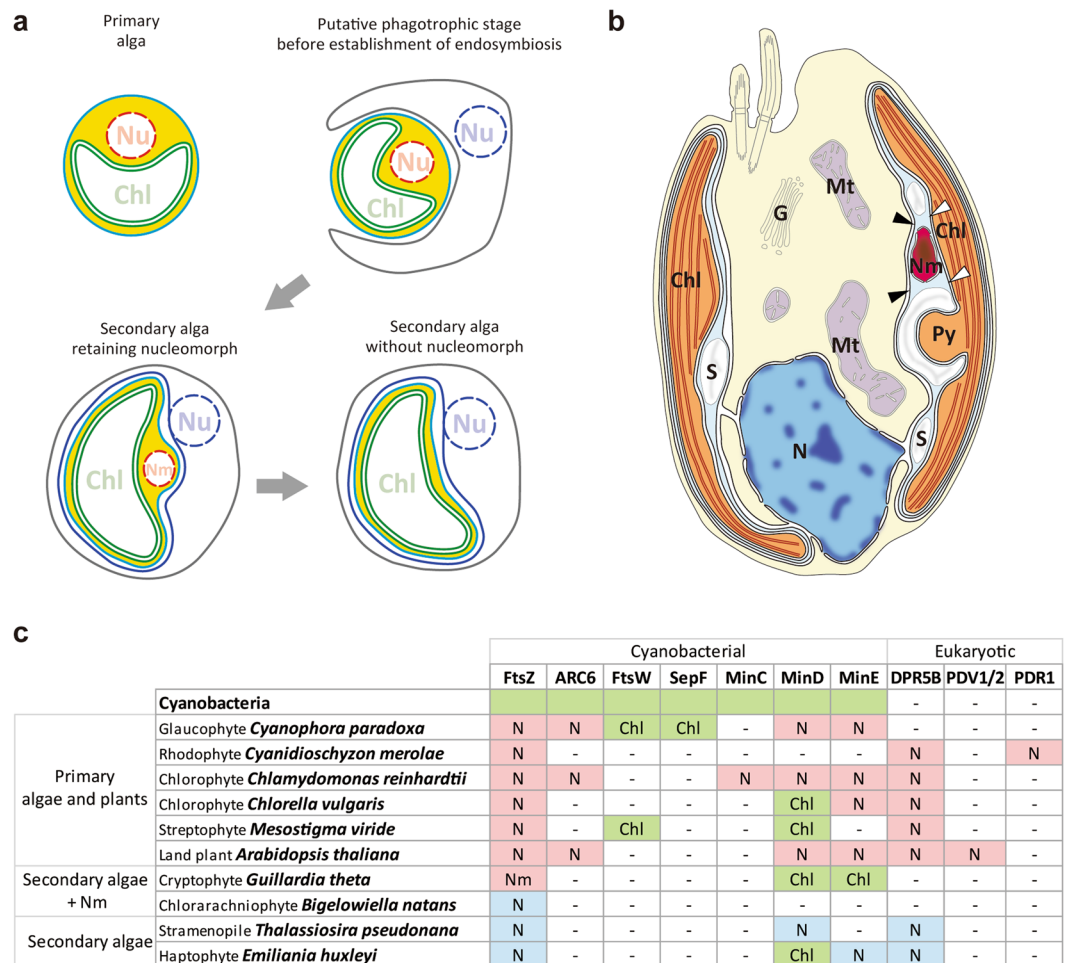 a
Primary
alga
Nu
Chl
Putative phagotrophic stage
before establishment of endosymbiosis
Nu
Nu
Chl
Secondary alga
retaining nucleomorph
Nu
Chl
Nm
Secondary alga
without nucleomorph
Nu
Chl
b
Mt
G
Chl
Chl
Nm
Py
Mt
S
S
N
c
Cyanobacterial Eukaryotic
FtsZ ARC6 FtsW SepF MinC MinD MinE DPR5B PDV1/2 PDR1
Cyanobacteria - - -
Primary
algae and plants
Glaucophyte Cyanophora paradoxa N N Chl Chl - N N - - -
Rhodophyte Cyanidioschyzon merolae N - - - - - - N - N
Chlorophyte Chlamydomonas reinhardtii N N - - N N N N - -
Chlorophyte Chlorella vulgaris N - - - - Chl N N - -
Streptophyte Mesostigma viride N - Chl - - Chl - N - -
Land plant Arabidopsis thaliana N N - - - N N N N -
Secondary algae
+ Nm
Cryptophyte Guillardia theta Nm - - - - Chl Chl - - -
Chlorarachniophyte Bigelowiella natans N - - - - - - - - -
Secondary algae
Stramenopile Thalassiosira pseudonana N - - - - N - N - -
Haptophyte Emiliania huxleyi N - - - - Chl N N - -